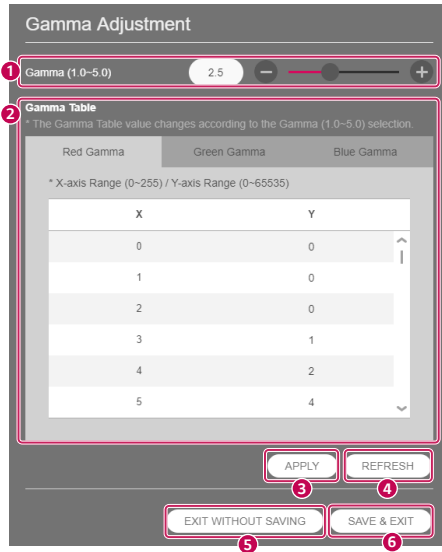 Gamma Adjustment
1 Gamma (1.0~5.0) 2.5 − +
2 Gamma Table
* The Gamma Table value changes according to the Gamma (1.0~5.0) selection.
Red Gamma Green Gamma Blue Gamma
* X-axis Range (0~255) / Y-axis Range (0~65535)
X Y
0 0
1 0
2 0
3 1
4 2
5 4
APPLY REFRESH
3 4
EXIT WITHOUT SAVING SAVE & EXIT
5 6